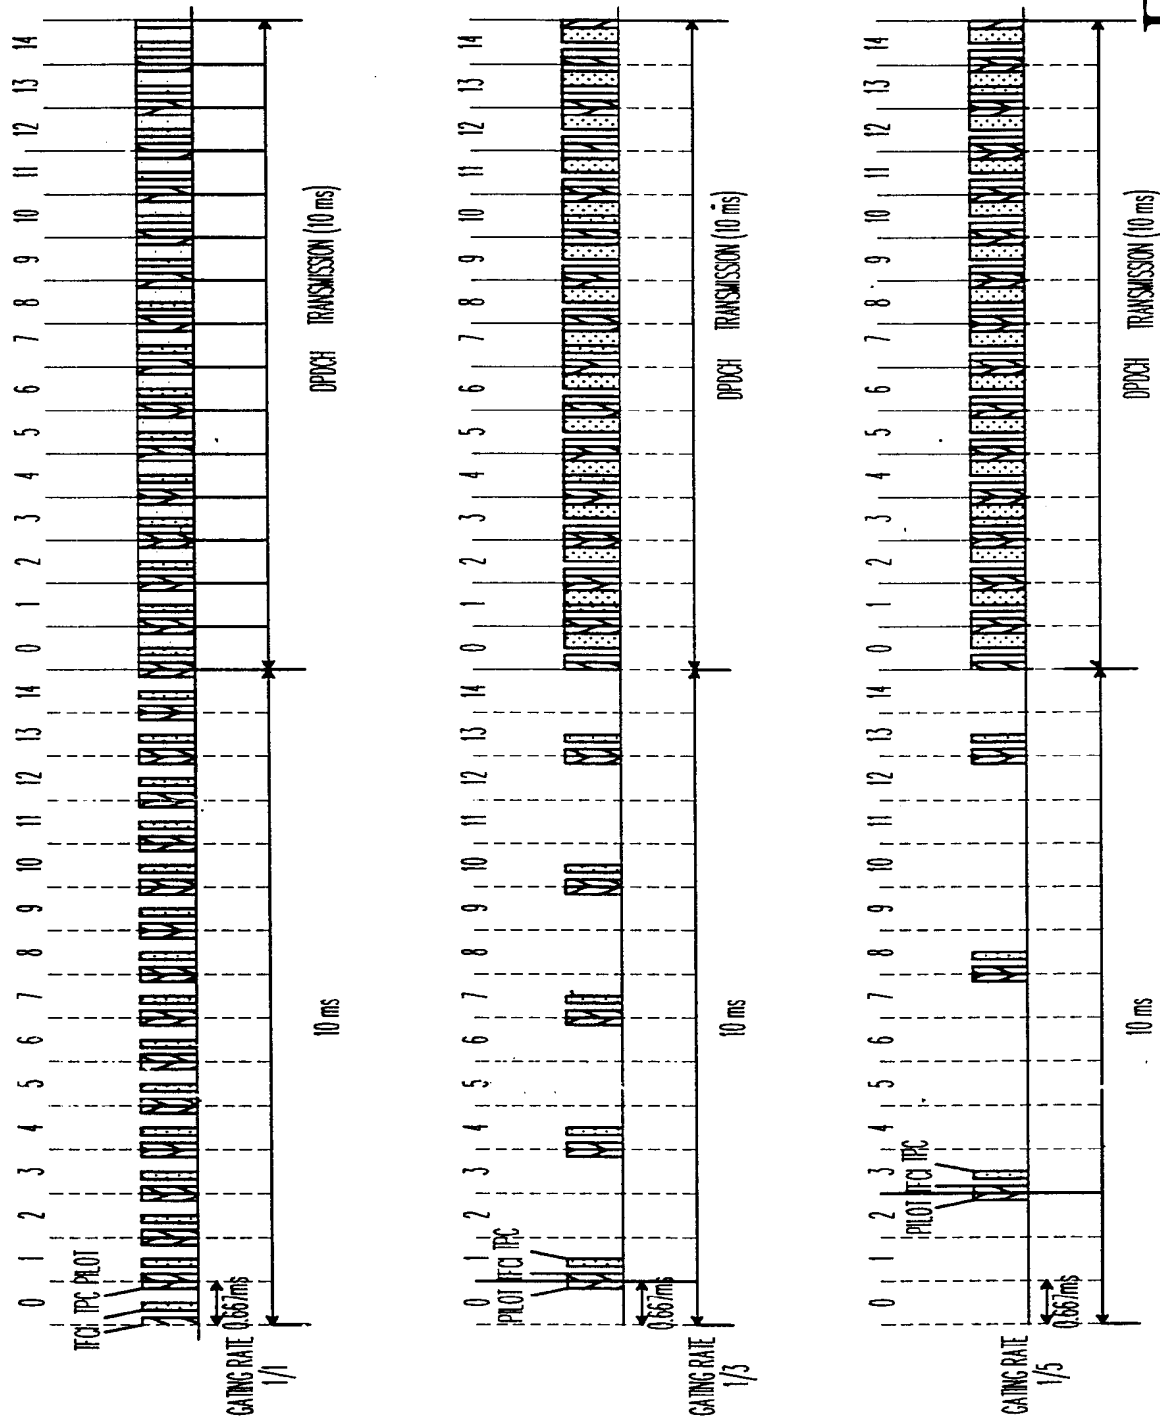 0 1 2 3 4 5 6 7 8 9 10 11 12 13 14 0 1 2 3 4 5 6 7 8 9 10 11 12 13 14
TFCI TPC PILOT
0.667ms
GATING RATE
1/1
10 ms
DPDCH TRANSMISSION (10 ms)
0 1 2 3 4 5 6 7 8 9 10 11 12 13 14 0 1 2 3 4 5 6 7 8 9 10 11 12 13 14
PILOT TFCI TPC
0.667ms
GATING RATE
1/3
10 ms
DPDCH TRANSMISSION (10 ms)
0 1 2 3 4 5 6 7 8 9 10 11 12 13 14 0 1 2 3 4 5 6 7 8 9 10 11 12 13 14
PILOT TFCI TPC
0.667ms
GATING RATE
1/5
10 ms
DPDCH TRANSMISSION (10 ms)